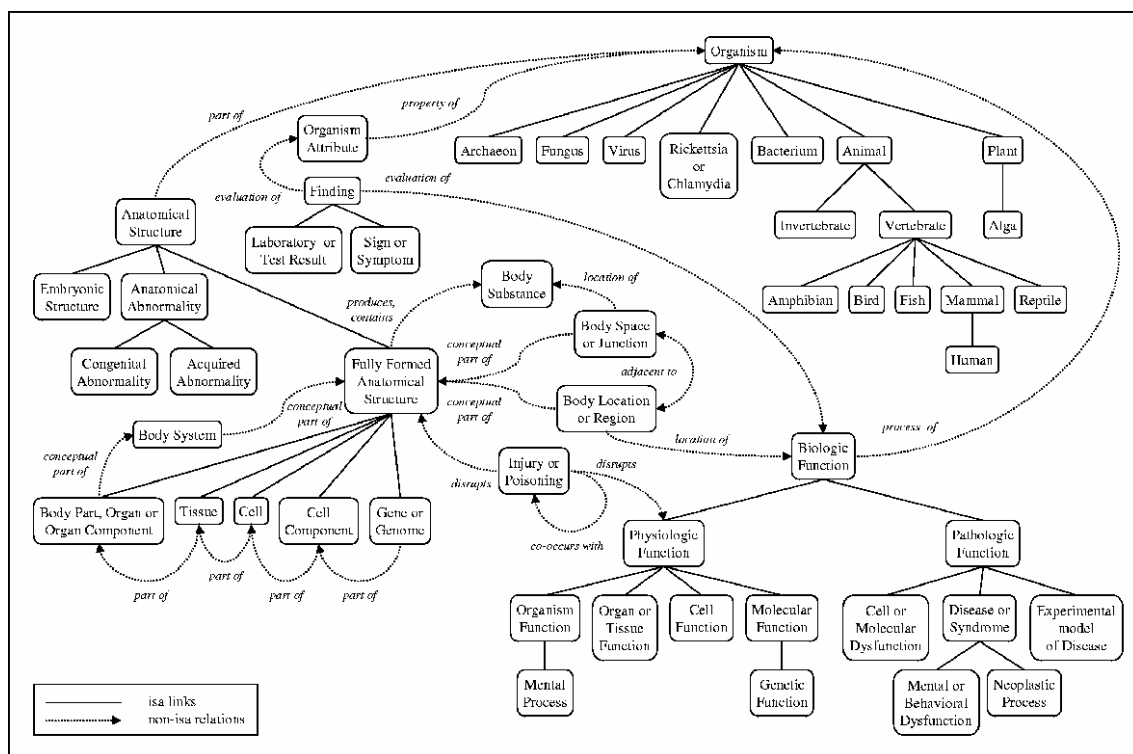 Organism
property of
part of
Organism
Attribute
Archaeon
Fungus
Virus
Rickettsia
or
Chlamydia
Bacterium
Animal
Plant
evaluation of
evaluation of
Finding
Anatomical
Structure
Laboratory or
Test Result
Sign or
Symptom
Invertebrate
Vertebrate
Alga
Embryonic
Structure
Anatomical
Abnormality
Body
Substance
location of
Amphibian
Bird
Fish
Mammal
Reptile
produces,
contains
Body Space
or Junction
Human
Congenital
Abnormality
Acquired
Abnormality
Fully Formed
Anatomical
Structure
conceptual
part of
adjacent to
conceptual
part of
Body Location
or Region
conceptual
part of
Body System
location of
Biologic
Function
process of
conceptual
part of
Injury or
Poisoning
disrupts
disrupts
Body Part, Organ or
Organ Component
Tissue
Cell
Cell
Component
Gene or
Genome
co-occurs with
Physiologic
Function
Pathologic
Function
part of
part of
part of
part of
Organism
Function
Organ or
Tissue
Function
Cell
Function
Molecular
Function
Cell or
Molecular
Dysfunction
Disease or
Syndrome
Experimental
model
of Disease
Mental
Process
Genetic
Function
Mental or
Behavioral
Dysfunction
Neoplastic
Process
isa links
non-isa relations